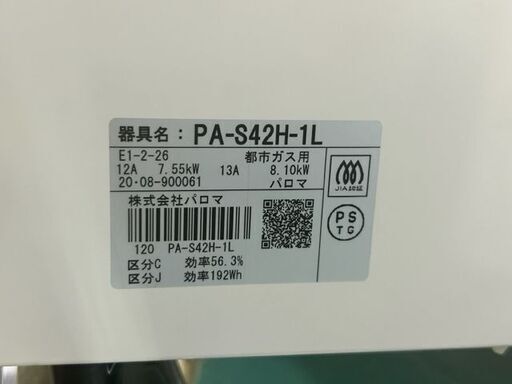 器具名：PA-S42H-1L
E1-2-26 都市ガス用
12A 7.55kW 13A 8.10kW
20･08-900061 パロマ
株式会社パロマ
120 PA-S42H-1L
区分C 効率56.3%
区分J 効率192Wh
JIA認証
PS
TG